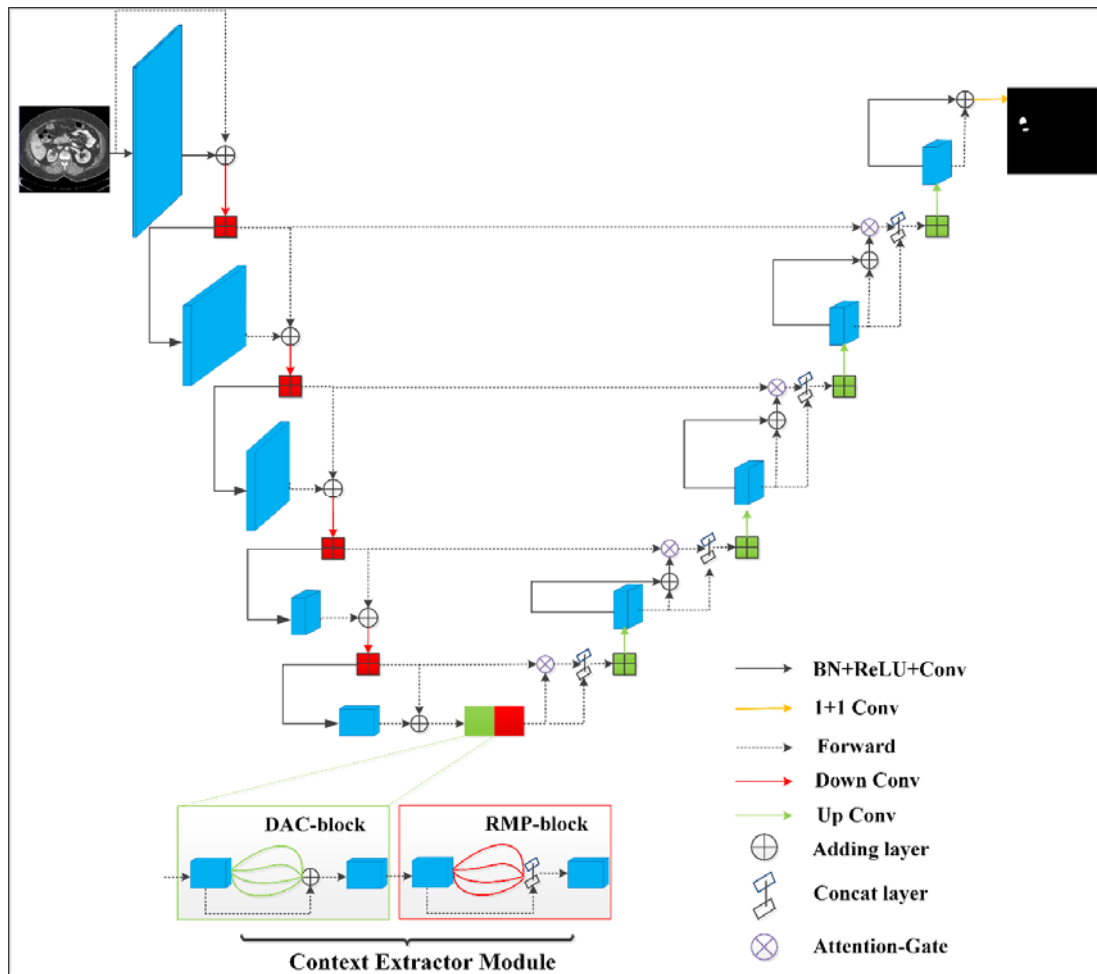 BN+ReLU+Conv
1+1 Conv
Forward
Down Conv
Up Conv
Adding layer
Concat layer
Attention-Gate
DAC-block
RMP-block
Context Extractor Module